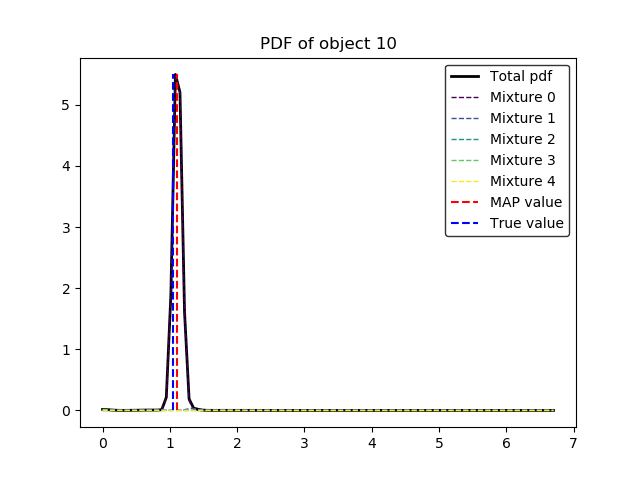 PDF of object 10
Total pdf
Mixture 0
Mixture 1
Mixture 2
Mixture 3
Mixture 4
MAP value
True value
5
4
3
2
1
0
0 1 2 3 4 5 6 7